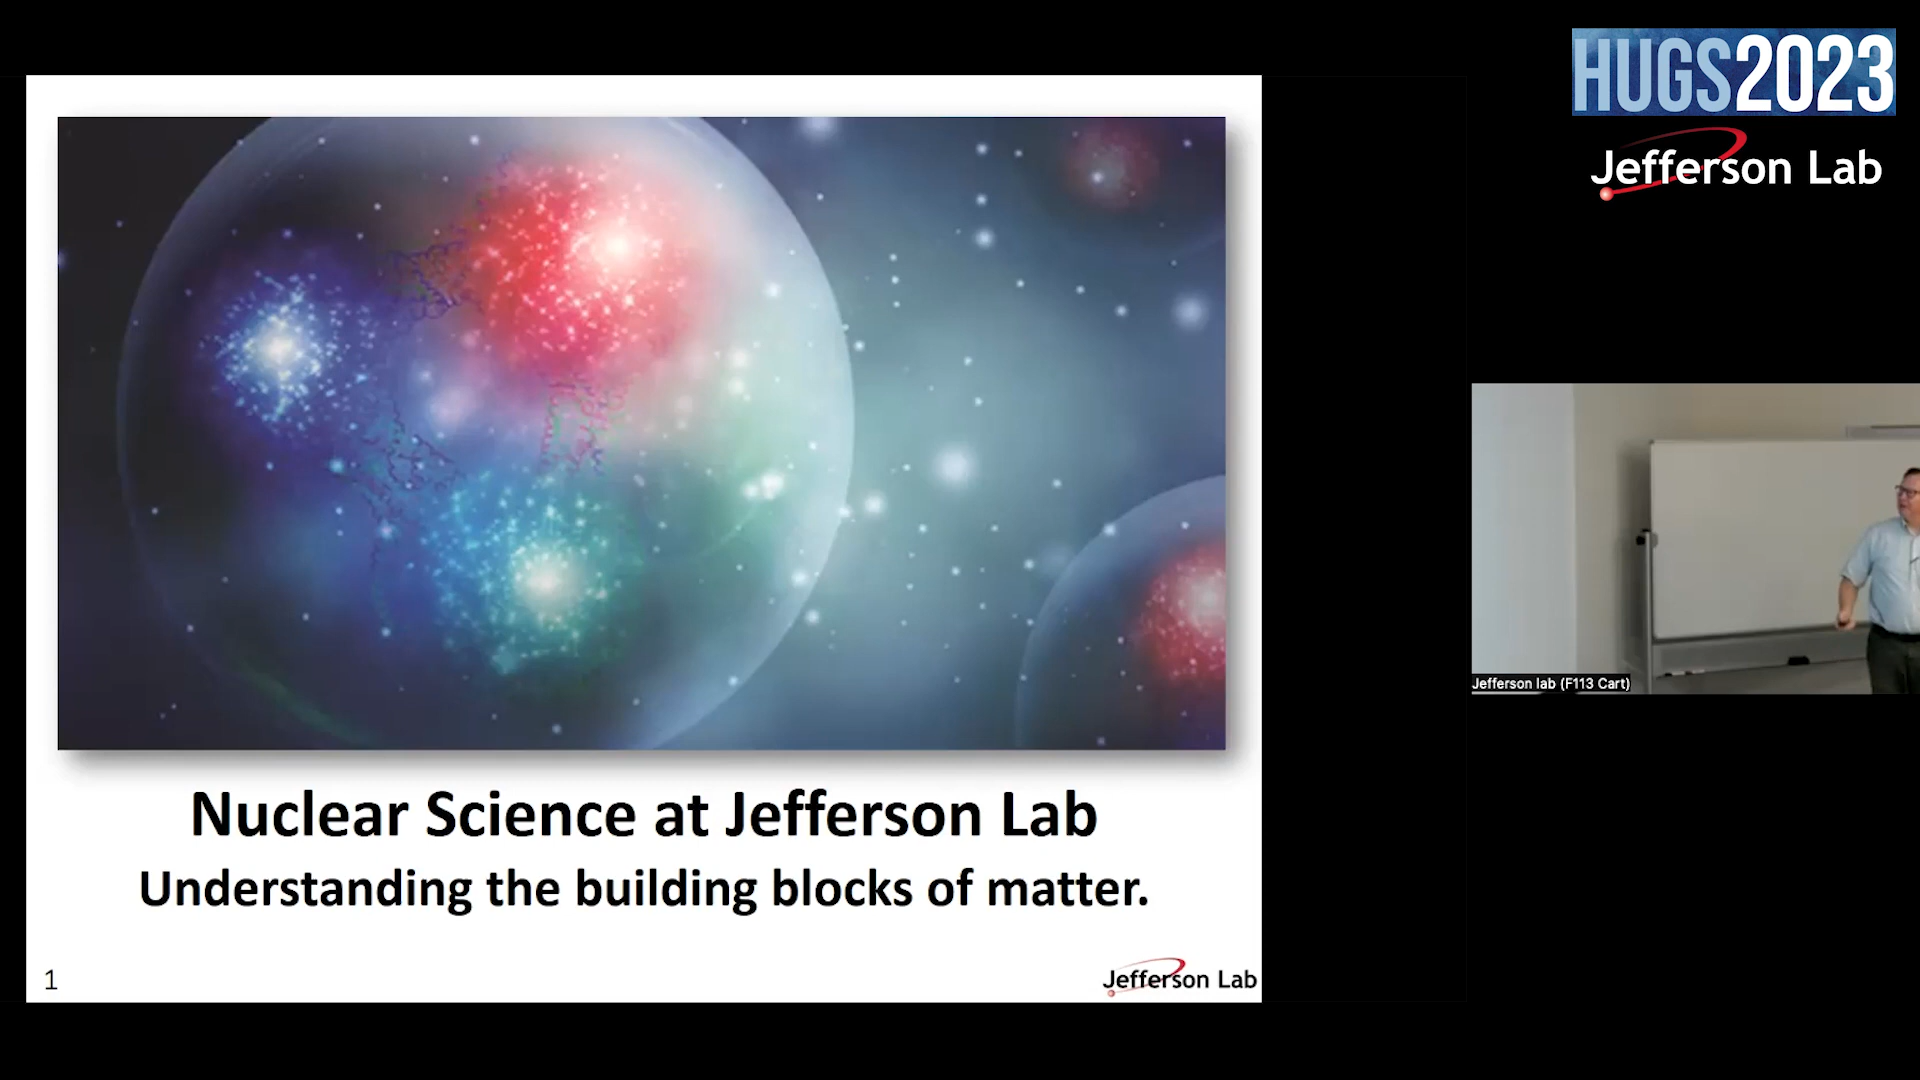 HUGS2023
Jefferson Lab
Nuclear Science at Jefferson Lab
Understanding the building blocks of matter.
1
Jefferson Lab
Jefferson lab (F113 Cart)